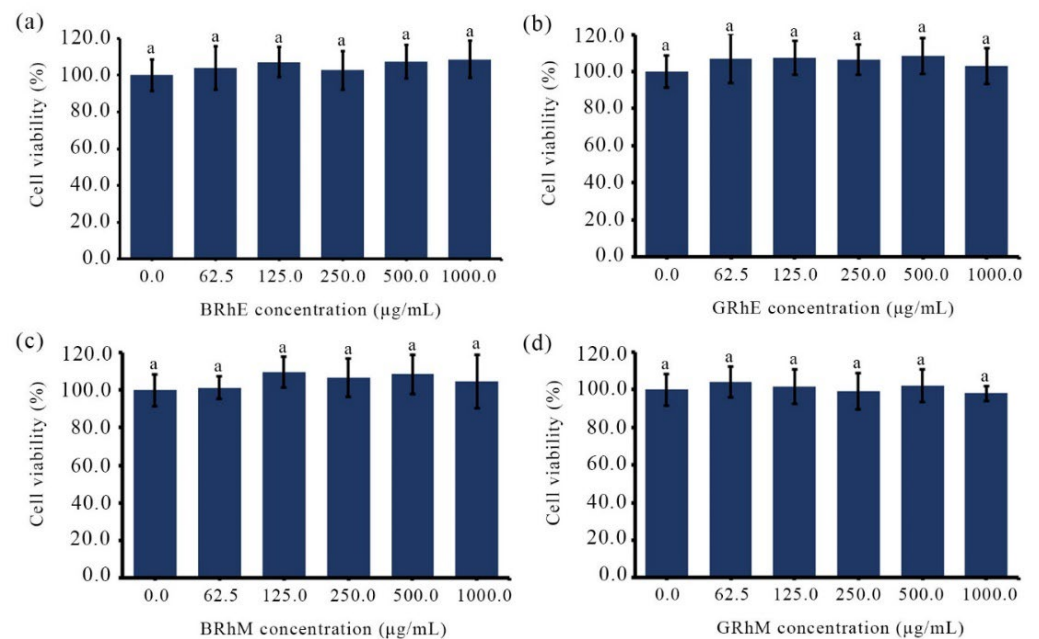 (a)
Cell viability (%)
120.0
100.0
80.0
60.0
40.0
20.0
0.0
a a a a a a
0.0 62.5 125.0 250.0 500.0 1000.0
BRhE concentration (µg/mL)
(b)
Cell viability (%)
120.0
100.0
80.0
60.0
40.0
20.0
0.0
a a a a a a
0.0 62.5 125.0 250.0 500.0 1000.0
GRhE concentration (µg/mL)
(c)
Cell viability (%)
120.0
100.0
80.0
60.0
40.0
20.0
0.0
a a a a a a
0.0 62.5 125.0 250.0 500.0 1000.0
BRhM concentration (µg/mL)
(d)
Cell viability (%)
120.0
100.0
80.0
60.0
40.0
20.0
0.0
a a a a a a
0.0 62.5 125.0 250.0 500.0 1000.0
GRhM concentration (µg/mL)